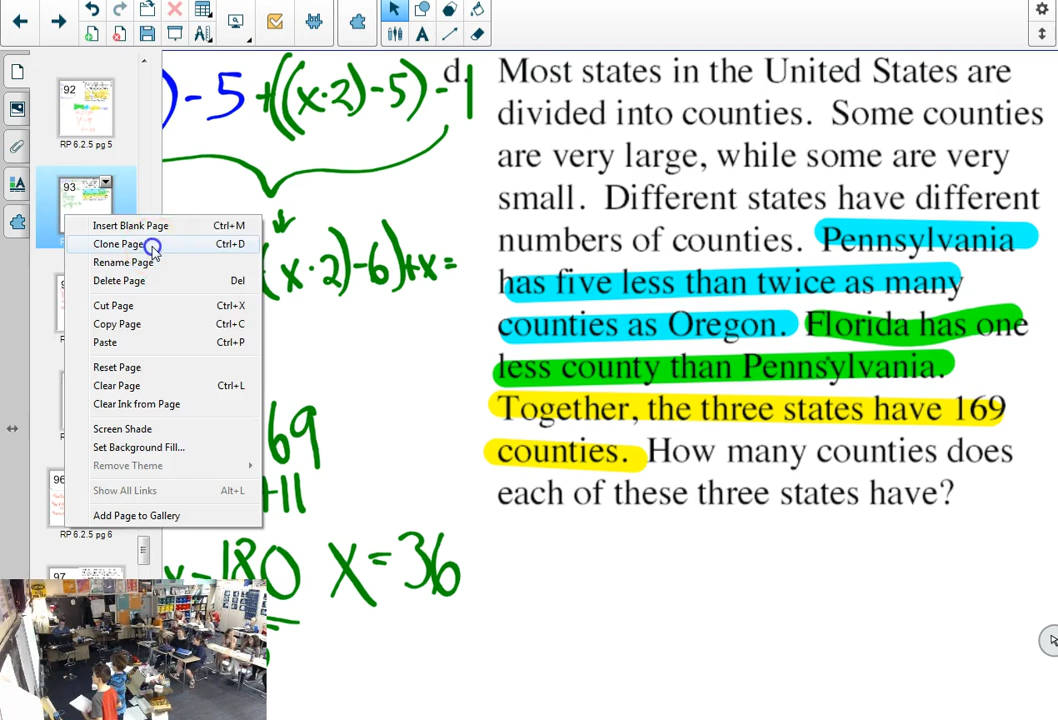 92
RP 6.2.5 pg 5
93
Insert Blank Page Ctrl+M
Clone Page Ctrl+D
Rename Page
Delete Page Del
Cut Page Ctrl+X
Copy Page Ctrl+C
Paste Ctrl+P
Reset Page
Clear Page Ctrl+L
Clear Ink from Page
Screen Shade
Set Background Fill...
Remove Theme
Show All Links Alt+L
Add Page to Gallery
96
RP 6.2.5 pg 6
97
) - 5 + ((x·2) - 5) - 1
(x·2) - 6) + x =
69
+11
x = 180 x = 36
d. Most states in the United States are
divided into counties. Some counties
are very large, while some are very
small. Different states have different
numbers of counties. Pennsylvania
has five less than twice as many
counties as Oregon. Florida has one
less county than Pennsylvania.
Together, the three states have 169
counties. How many counties does
each of these three states have?